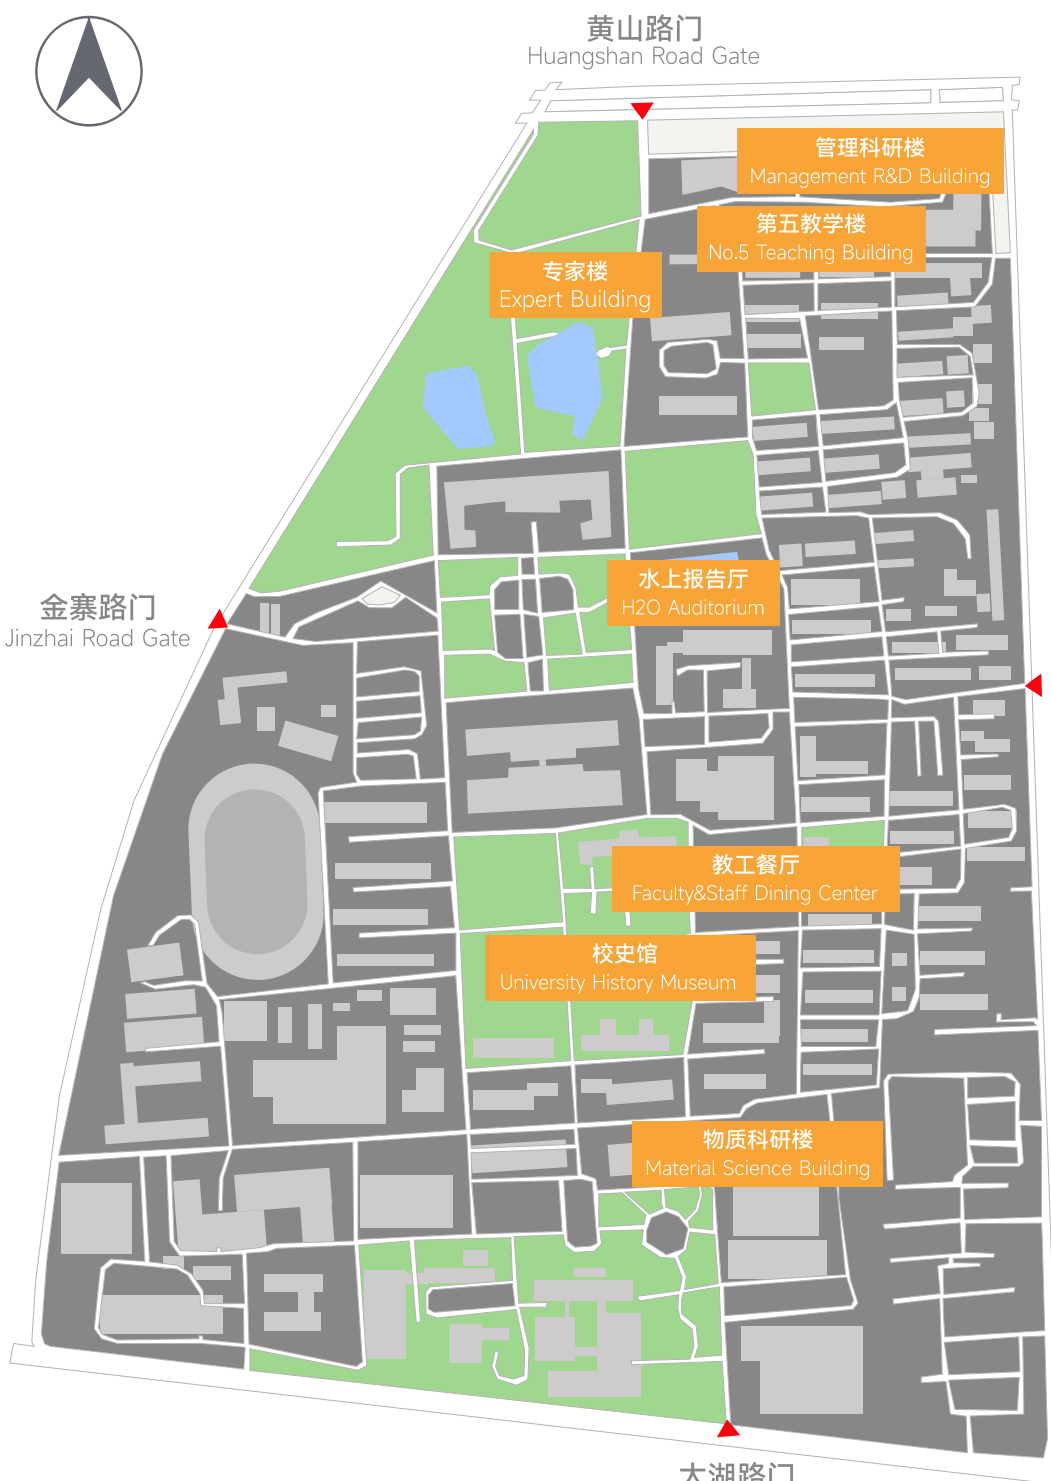 黄山路门
Huangshan Road Gate
管理科研楼
Management R&D Building
第五教学楼
No.5 Teaching Building
专家楼
Expert Building
水上报告厅
H2O Auditorium
金寨路门
Jinzhai Road Gate
教工餐厅
Faculty&Staff Dining Center
校史馆
University History Museum
物质科研楼
Material Science Building
太湖路门